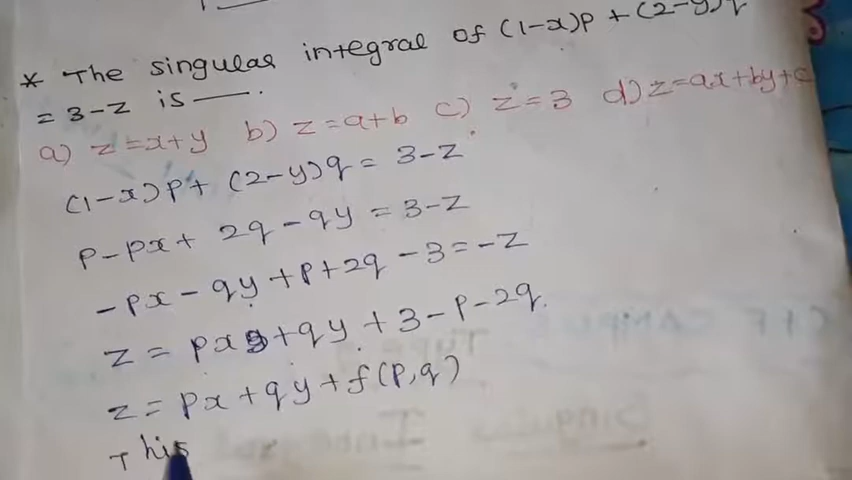 * The singular integral of (1-x)p + (2-y)q
= 3-z is ——.
a) z=x+y b) z=a+b c) z=3 d) z=ax+by+c
(1-x)p + (2-y)q = 3-z
p-px+ 2q-qy = 3-z
-px-qy+p+2q-3=-z
z = px+qy+3-p-2q
z = px+qy+f(p,q)
This